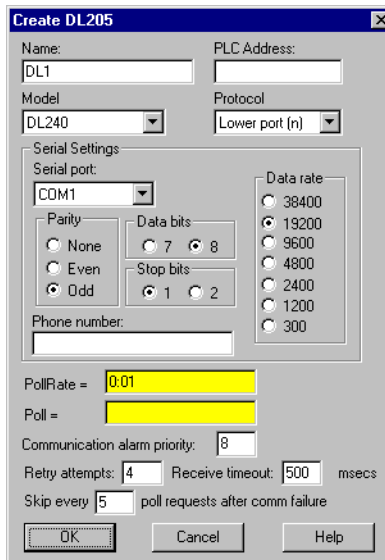 Create DL205
Name: PLC Address:
DL1
Model Protocol
DL240 Lower port (n)
Serial Settings
Serial port:
COM1
Data rate
38400
19200
9600
4800
2400
1200
300
Parity
None
Even
Odd
Data bits
7 8
Stop bits
1 2
Phone number:
PollRate = 0:01
Poll =
Communication alarm priority: 8
Retry attempts: 4 Receive timeout: 500 msecs
Skip every 5 poll requests after comm failure
OK Cancel Help